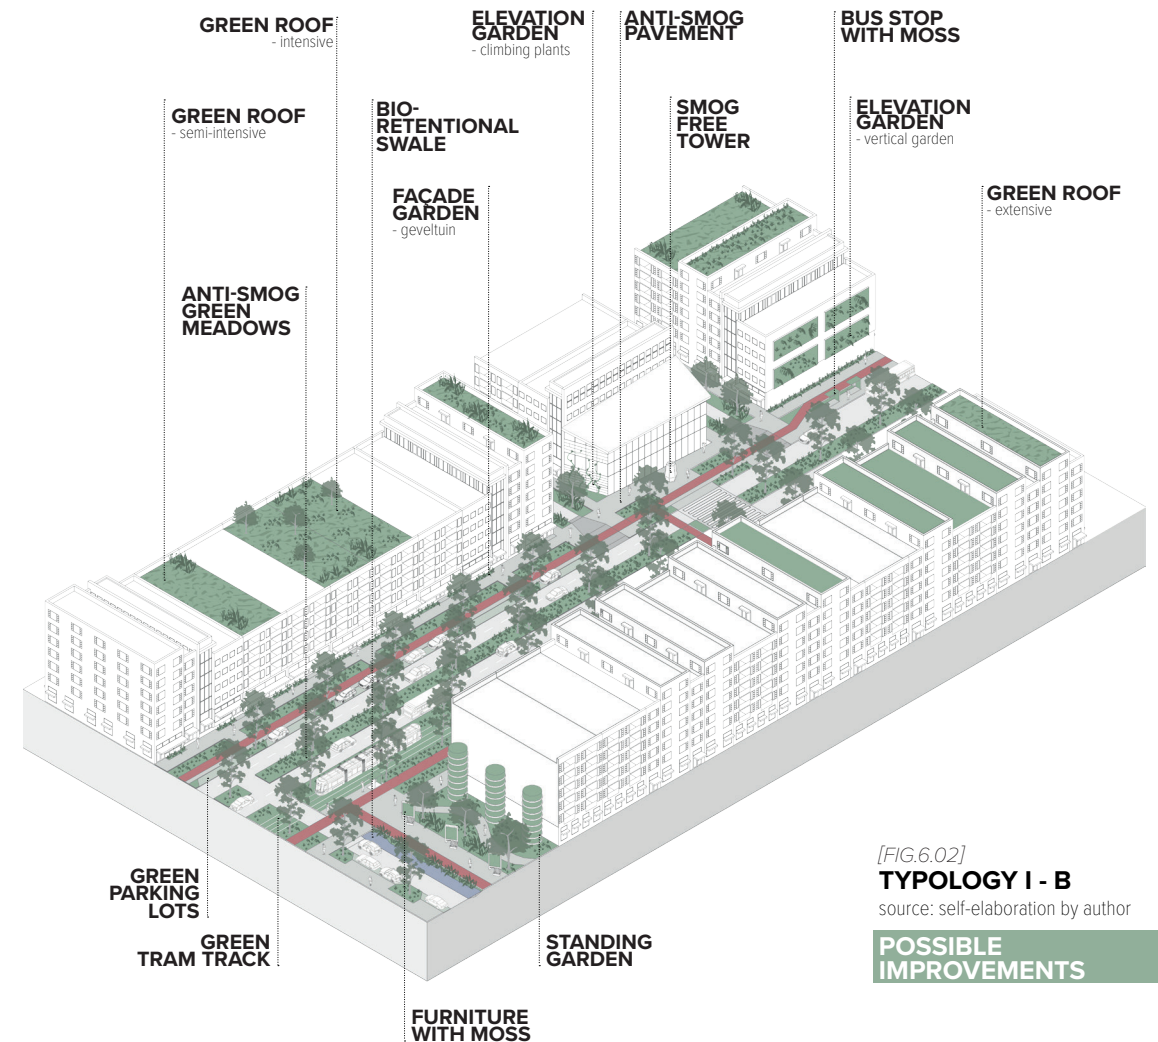 GREEN ROOF
- intensive
ELEVATION
GARDEN
- climbing plants
ANTI-SMOG
PAVEMENT
BUS STOP
WITH MOSS
GREEN ROOF
- semi-intensive
BIO-
RETENTIONAL
SWALE
SMOG
FREE
TOWER
ELEVATION
GARDEN
- vertical garden
FAÇADE
GARDEN
- geveltuin
GREEN ROOF
- extensive
ANTI-SMOG
GREEN
MEADOWS
GREEN
PARKING
LOTS
GREEN
TRAM TRACK
STANDING
GARDEN
FURNITURE
WITH MOSS
[FIG.6.02]
TYPOLOGY I - B
source: self-elaboration by author
POSSIBLE
IMPROVEMENTS